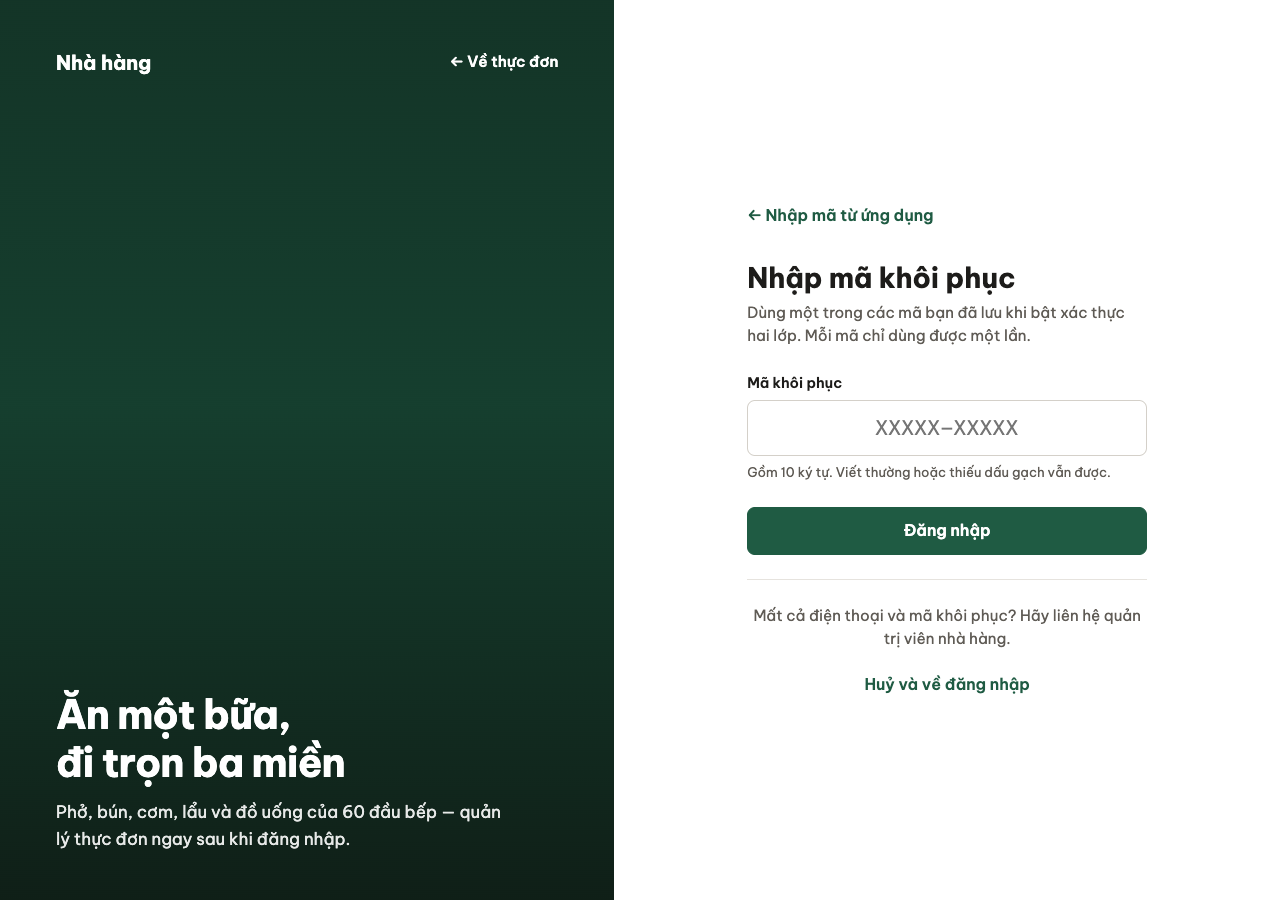 Nhà hàng
← Về thực đơn
Ăn một bữa,
đi trọn ba miền
Phở, bún, cơm, lẩu và đồ uống của 60 đầu bếp — quản
lý thực đơn ngay sau khi đăng nhập.
← Nhập mã từ ứng dụng
Nhập mã khôi phục
Dùng một trong các mã bạn đã lưu khi bật xác thực
hai lớp. Mỗi mã chỉ dùng được một lần.
Mã khôi phục
XXXXX–XXXXX
Gồm 10 ký tự. Viết thường hoặc thiếu dấu gạch vẫn được.
Đăng nhập
Mất cả điện thoại và mã khôi phục? Hãy liên hệ quản
trị viên nhà hàng.
Huỷ và về đăng nhập